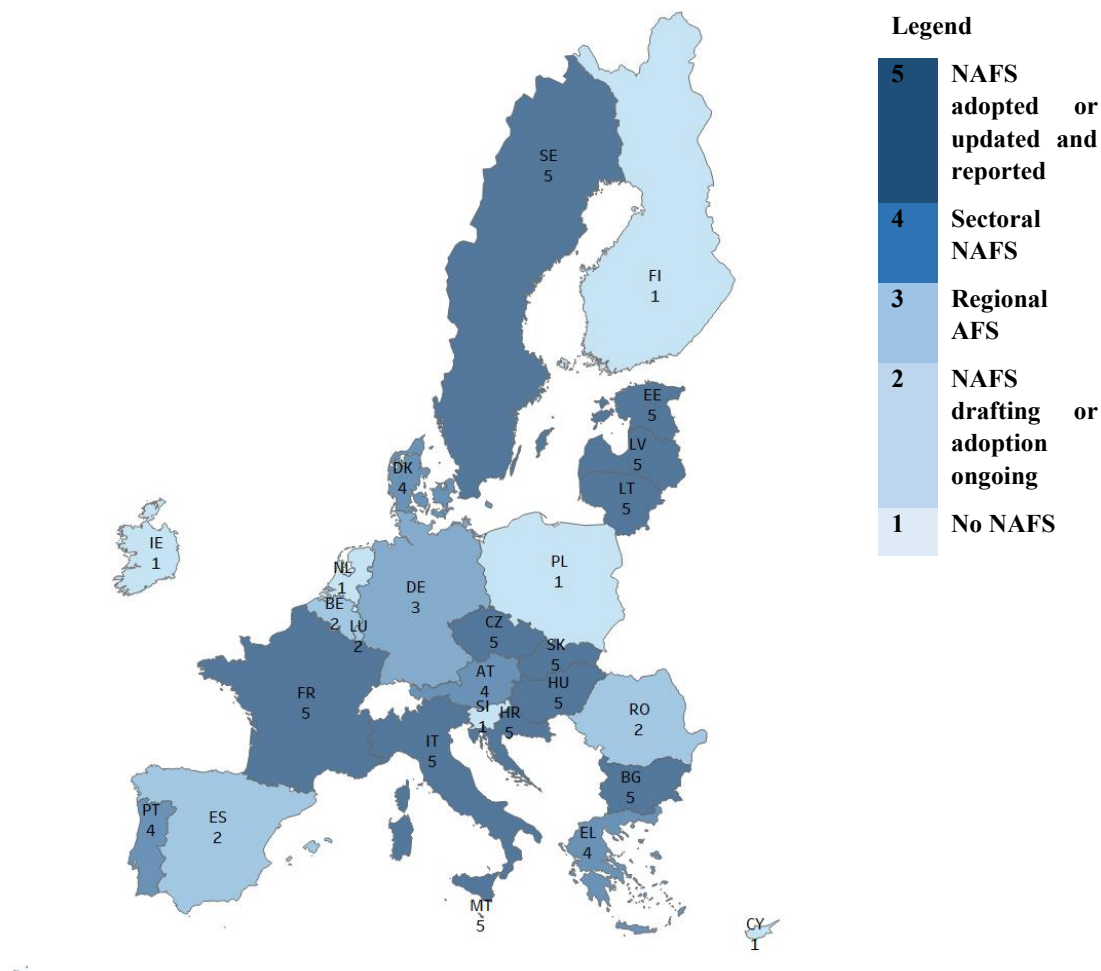 Legend
5 NAFS
adopted or
updated and
reported
4 Sectoral
NAFS
3 Regional
AFS
2 NAFS
drafting or
adoption
ongoing
1 No NAFS
SE
5
FI
1
EE
5
LV
5
LT
5
DK
4
IE
1
NL
1
BE
2
LU
2
DE
3
PL
1
CZ
5
SK
5
AT
4
HU
5
SI
1
HR
5
FR
5
IT
5
RO
2
BG
5
PT
4
ES
2
EL
4
MT
5
CY
1